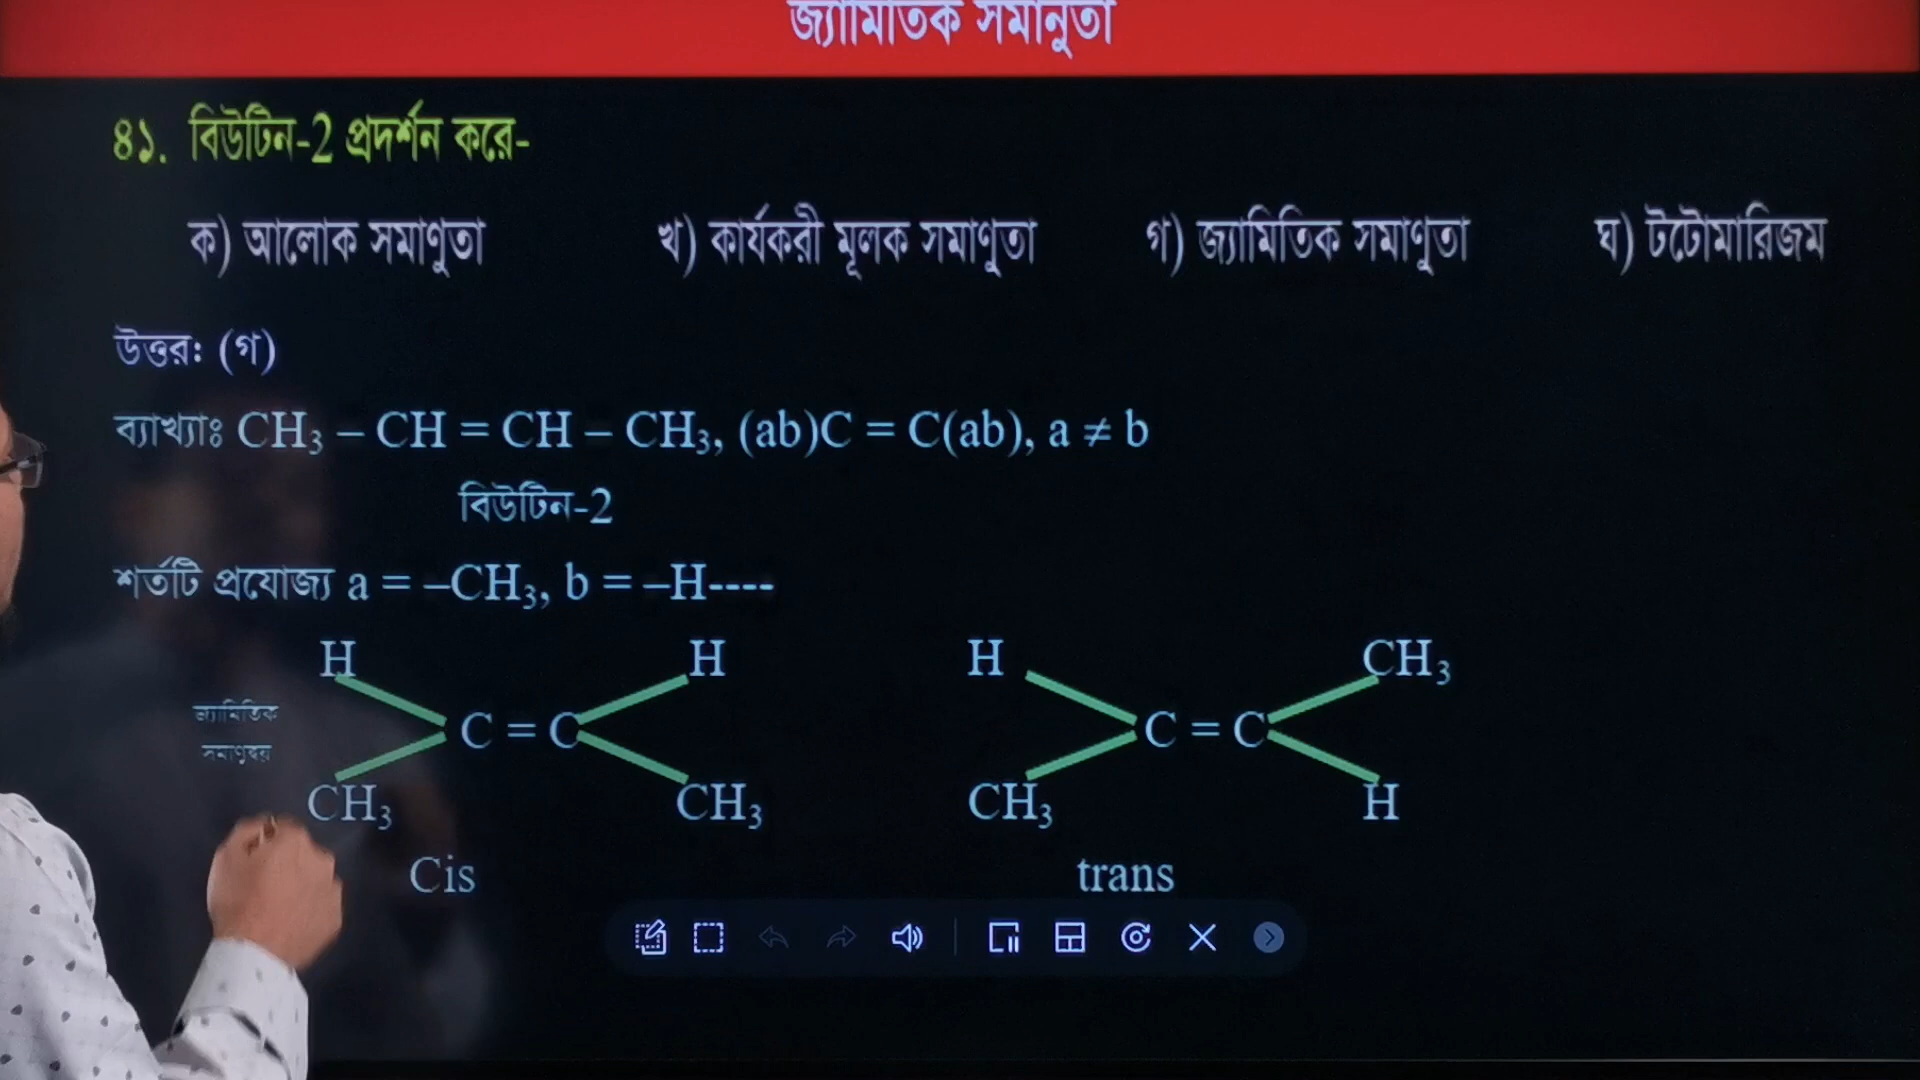 জ্যামিতিক সমানুতা
৪১. বিউটিন-2 প্রদর্শন করে-
ক) আলোক সমাণুতা খ) কার্যকরী মূলক সমাণুতা গ) জ্যামিতিক সমাণুতা ঘ) টটোমারিজম
উত্তরঃ (গ)
ব্যাখ্যাঃ CH₃ – CH = CH – CH₃, (ab)C = C(ab), a ≠ b
বিউটিন-2
শর্তটি প্রযোজ্য a = –CH₃, b = –H----
H H H CH₃
জ্যামিতিক
C = C C = C
সমাণুদ্বয়
CH₃ CH₃ CH₃ H
Cis trans